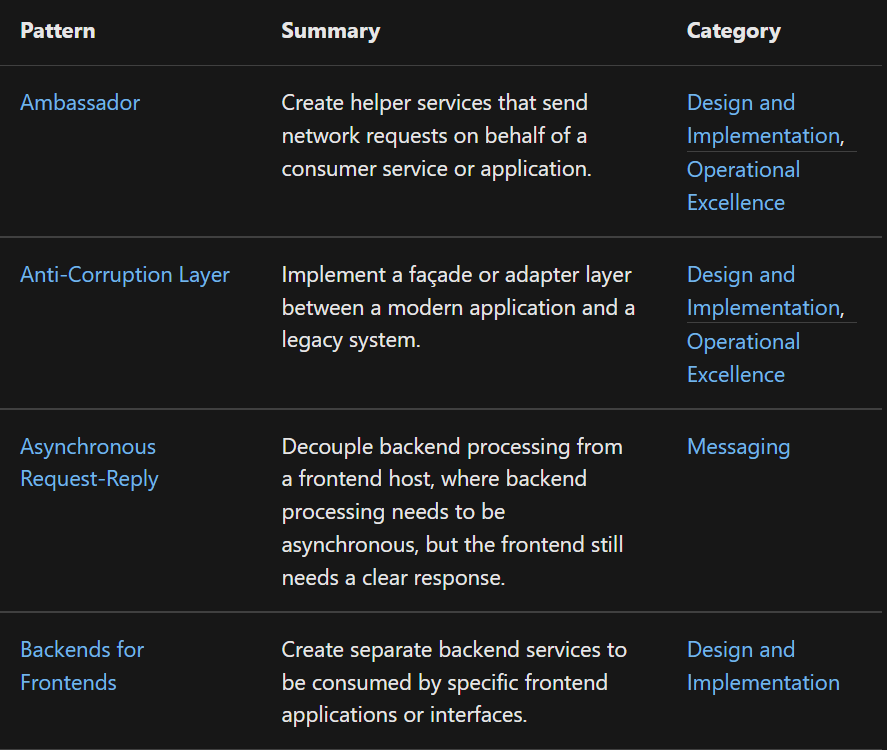 Pattern Summary Category
Ambassador
Create helper services that send
network requests on behalf of a
consumer service or application.
Design and
Implementation,
Operational
Excellence
Anti-Corruption Layer
Implement a façade or adapter layer
between a modern application and a
legacy system.
Design and
Implementation,
Operational
Excellence
Asynchronous
Request-Reply
Decouple backend processing from
a frontend host, where backend
processing needs to be
asynchronous, but the frontend still
needs a clear response.
Messaging
Backends for
Frontends
Create separate backend services to
be consumed by specific frontend
applications or interfaces.
Design and
Implementation